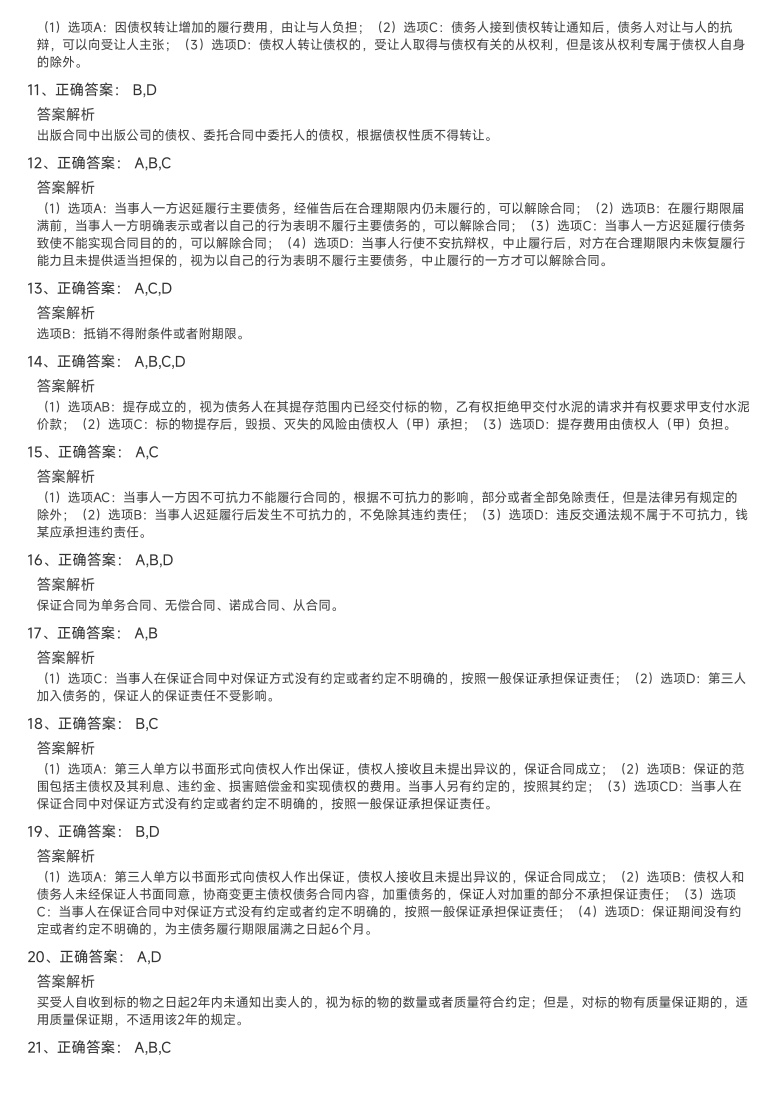 （1）选项A：因债权转让增加的履行费用，由让与人负担；（2）选项C：债务人接到债权转让通知后，债务人对让与人的抗
辩，可以向受让人主张；（3）选项D：债权人转让债权的，受让人取得与债权有关的从权利，但是该从权利专属于债权人自身
的除外。
11、正确答案： B,D
答案解析
出版合同中出版公司的债权、委托合同中委托人的债权，根据债权性质不得转让。
12、正确答案： A,B,C
答案解析
（1）选项A：当事人一方迟延履行主要债务，经催告后在合理期限内仍未履行的，可以解除合同；（2）选项B：在履行期限届
满前，当事人一方明确表示或者以自己的行为表明不履行主要债务的，可以解除合同；（3）选项C：当事人一方迟延履行债务
致使不能实现合同目的的，可以解除合同；（4）选项D：当事人行使不安抗辩权，中止履行后，对方在合理期限内未恢复履行
能力且未提供适当担保的，视为以自己的行为表明不履行主要债务，中止履行的一方才可以解除合同。
13、正确答案： A,C,D
答案解析
选项B：抵销不得附条件或者附期限。
14、正确答案： A,B,C,D
答案解析
（1）选项AB：提存成立的，视为债务人在其提存范围内已经交付标的物，乙有权拒绝甲交付水泥的请求并有权要求甲支付水泥
价款；（2）选项C：标的物提存后，毁损、灭失的风险由债权人（甲）承担；（3）选项D：提存费用由债权人（甲）负担。
15、正确答案： A,C
答案解析
（1）选项AC：当事人一方因不可抗力不能履行合同的，根据不可抗力的影响，部分或者全部免除责任，但是法律另有规定的
除外；（2）选项B：当事人迟延履行后发生不可抗力的，不免除其违约责任；（3）选项D：违反交通法规不属于不可抗力，钱
某应承担违约责任。
16、正确答案： A,B,D
答案解析
保证合同为单务合同、无偿合同、诺成合同、从合同。
17、正确答案： A,B
答案解析
（1）选项C：当事人在保证合同中对保证方式没有约定或者约定不明确的，按照一般保证承担保证责任；（2）选项D：第三人
加入债务的，保证人的保证责任不受影响。
18、正确答案： B,C
答案解析
（1）选项A：第三人单方以书面形式向债权人作出保证，债权人接收且未提出异议的，保证合同成立；（2）选项B：保证的范
围包括主债权及其利息、违约金、损害赔偿金和实现债权的费用。当事人另有约定的，按照其约定；（3）选项CD：当事人在
保证合同中对保证方式没有约定或者约定不明确的，按照一般保证承担保证责任。
19、正确答案： B,D
答案解析
（1）选项A：第三人单方以书面形式向债权人作出保证，债权人接收且未提出异议的，保证合同成立；（2）选项B：债权人和
债务人未经保证人书面同意，协商变更主债权债务合同内容，加重债务的，保证人对加重的部分不承担保证责任；（3）选项
C：当事人在保证合同中对保证方式没有约定或者约定不明确的，按照一般保证承担保证责任；（4）选项D：保证期间没有约
定或者约定不明确的，为主债务履行期限届满之日起6个月。
20、正确答案： A,D
答案解析
买受人自收到标的物之日起2年内未通知出卖人的，视为标的物的数量或者质量符合约定；但是，对标的物有质量保证期的，适
用质量保证期，不适用该2年的规定。
21、正确答案： A,B,C